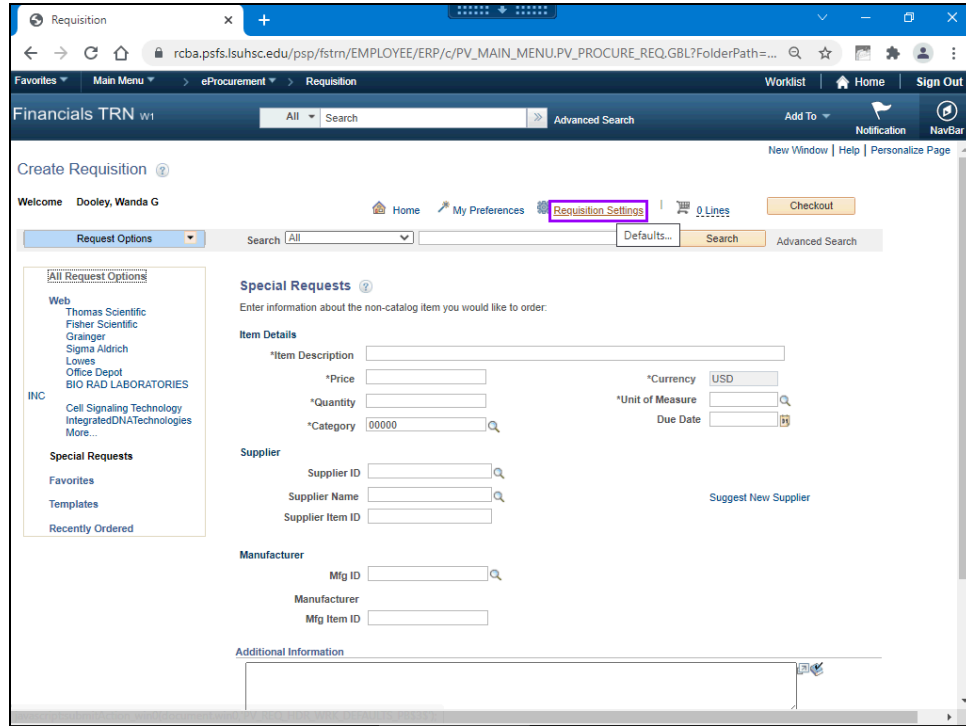 Requisition
rcba.psfs.lsuhsc.edu/psp/fstrn/EMPLOYEE/ERP/c/PV_MAIN_MENU.PV_PROCURE_REQ.GBL?FolderPath=...
Favorites Main Menu > eProcurement > Requisition Worklist Home Sign Out
Financials TRN W1 All Search Advanced Search Add To Notification NavBar
New Window | Help | Personalize Page
Create Requisition
Welcome Dooley, Wanda G Home My Preferences Requisition Settings | 0 Lines Checkout
Request Options Search All Defaults... Search Advanced Search
All Request Options
Web
Thomas Scientific
Fisher Scientific
Grainger
Sigma Aldrich
Lowes
Office Depot
BIO RAD LABORATORIES
INC
Cell Signaling Technology
IntegratedDNATechnologies
More...
Special Requests
Favorites
Templates
Recently Ordered
Special Requests
Enter information about the non-catalog item you would like to order:
Item Details
*Item Description
*Price *Currency USD
*Quantity *Unit of Measure
*Category 00000 Due Date
Supplier
Supplier ID
Supplier Name Suggest New Supplier
Supplier Item ID
Manufacturer
Mfg ID
Manufacturer
Mfg Item ID
Additional Information